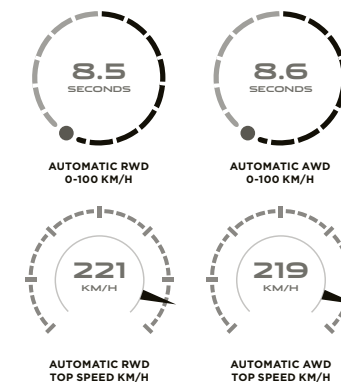 8.5
SECONDS
AUTOMATIC RWD
0-100 KM/H
8.6
SECONDS
AUTOMATIC AWD
0-100 KM/H
221
KM/H
AUTOMATIC RWD
TOP SPEED KM/H
219
KM/H
AUTOMATIC AWD
TOP SPEED KM/H